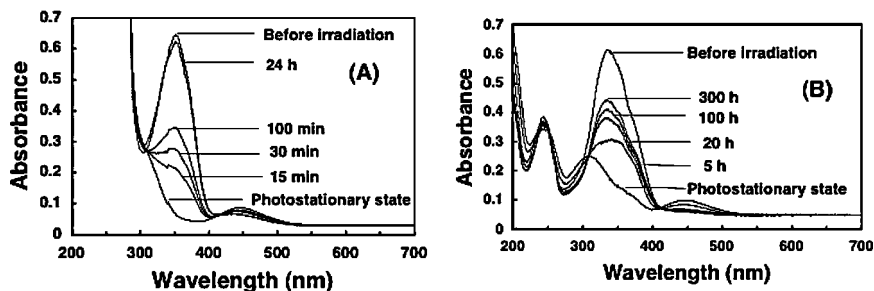 0.7
0.6
0.5
0.4
0.3
0.2
0.1
0
Absorbance
Before irradiation
24 h
(A)
100 min
30 min
15 min
Photostationary state
200 300 400 500 600 700
Wavelength (nm)
0.7
0.6
0.5
0.4
0.3
0.2
0.1
0
Absorbance
Before Irradiation
(B)
300 h
100 h
20 h
5 h
Photostationary state
200 300 400 500 600 700
Wavelength (nm)